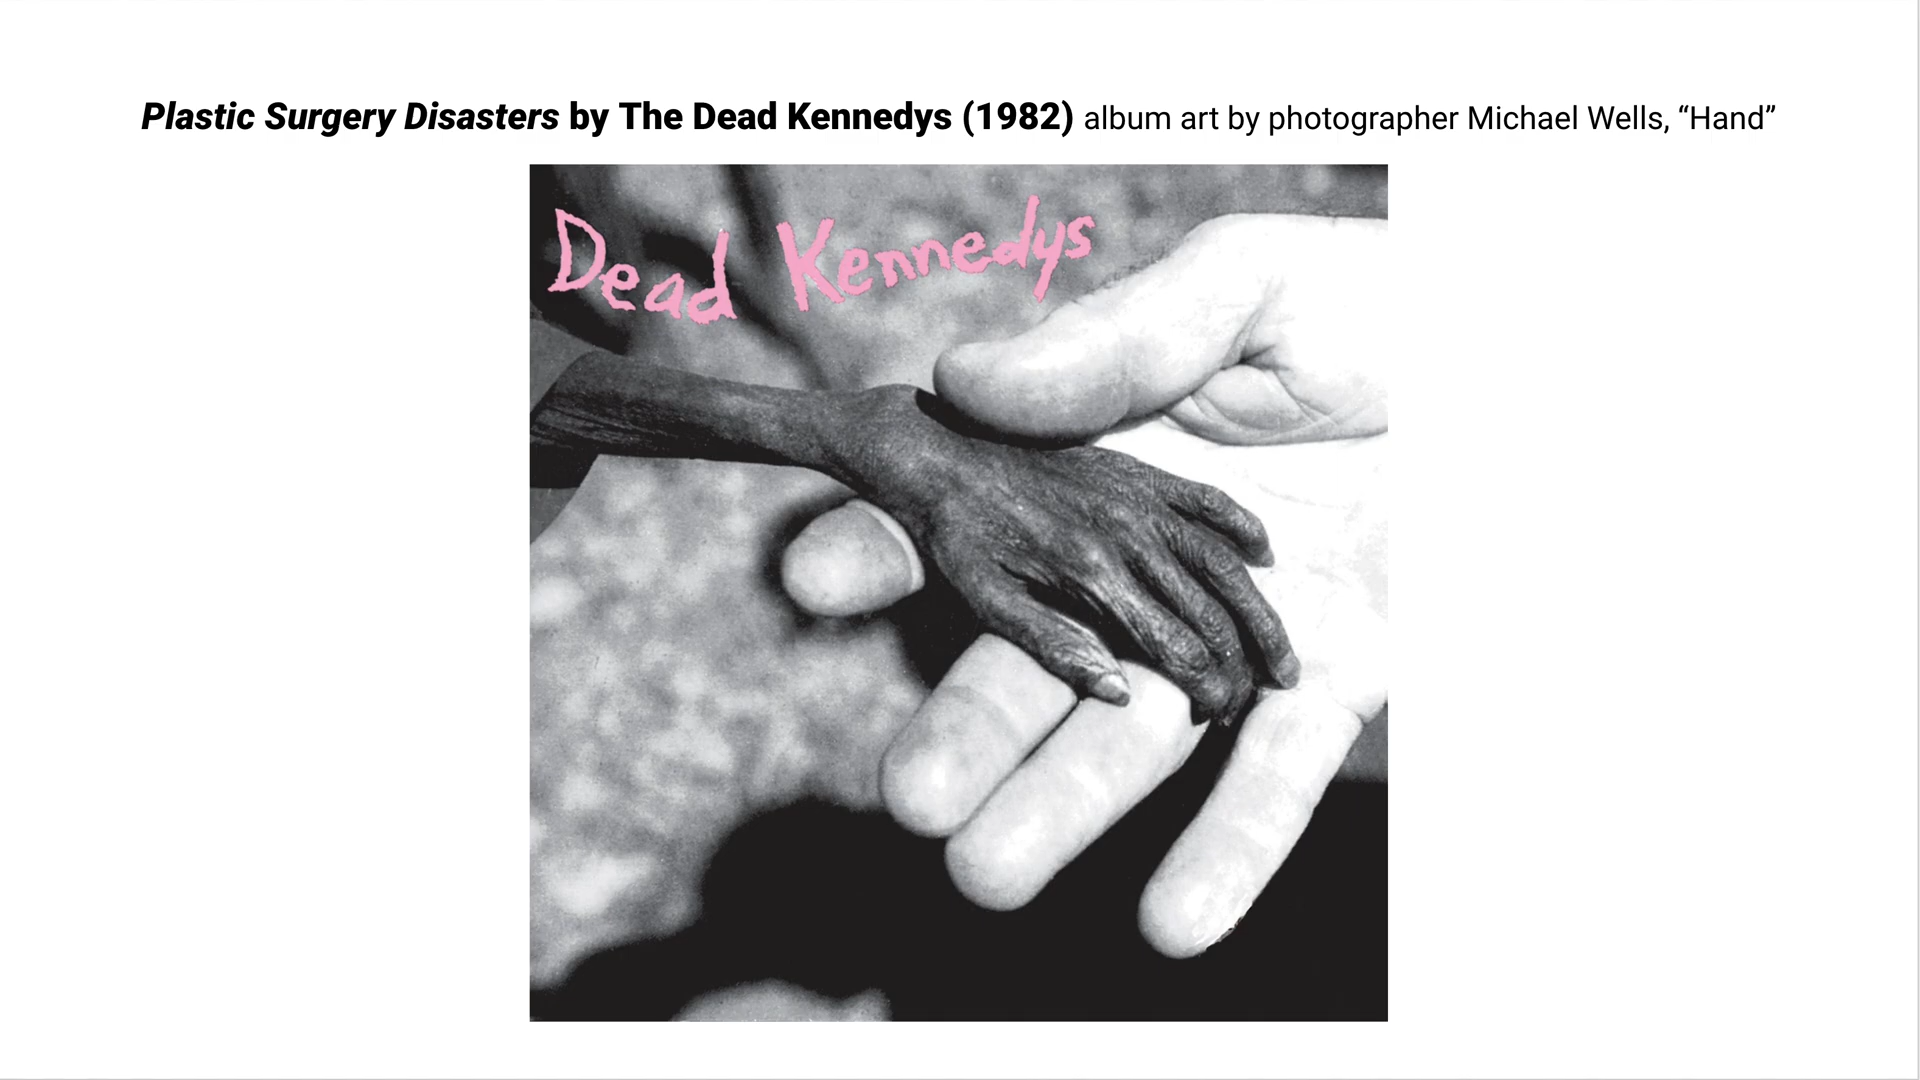 Plastic Surgery Disasters by The Dead Kennedys (1982) album art by photographer Michael Wells, “Hand”
Dead Kennedys